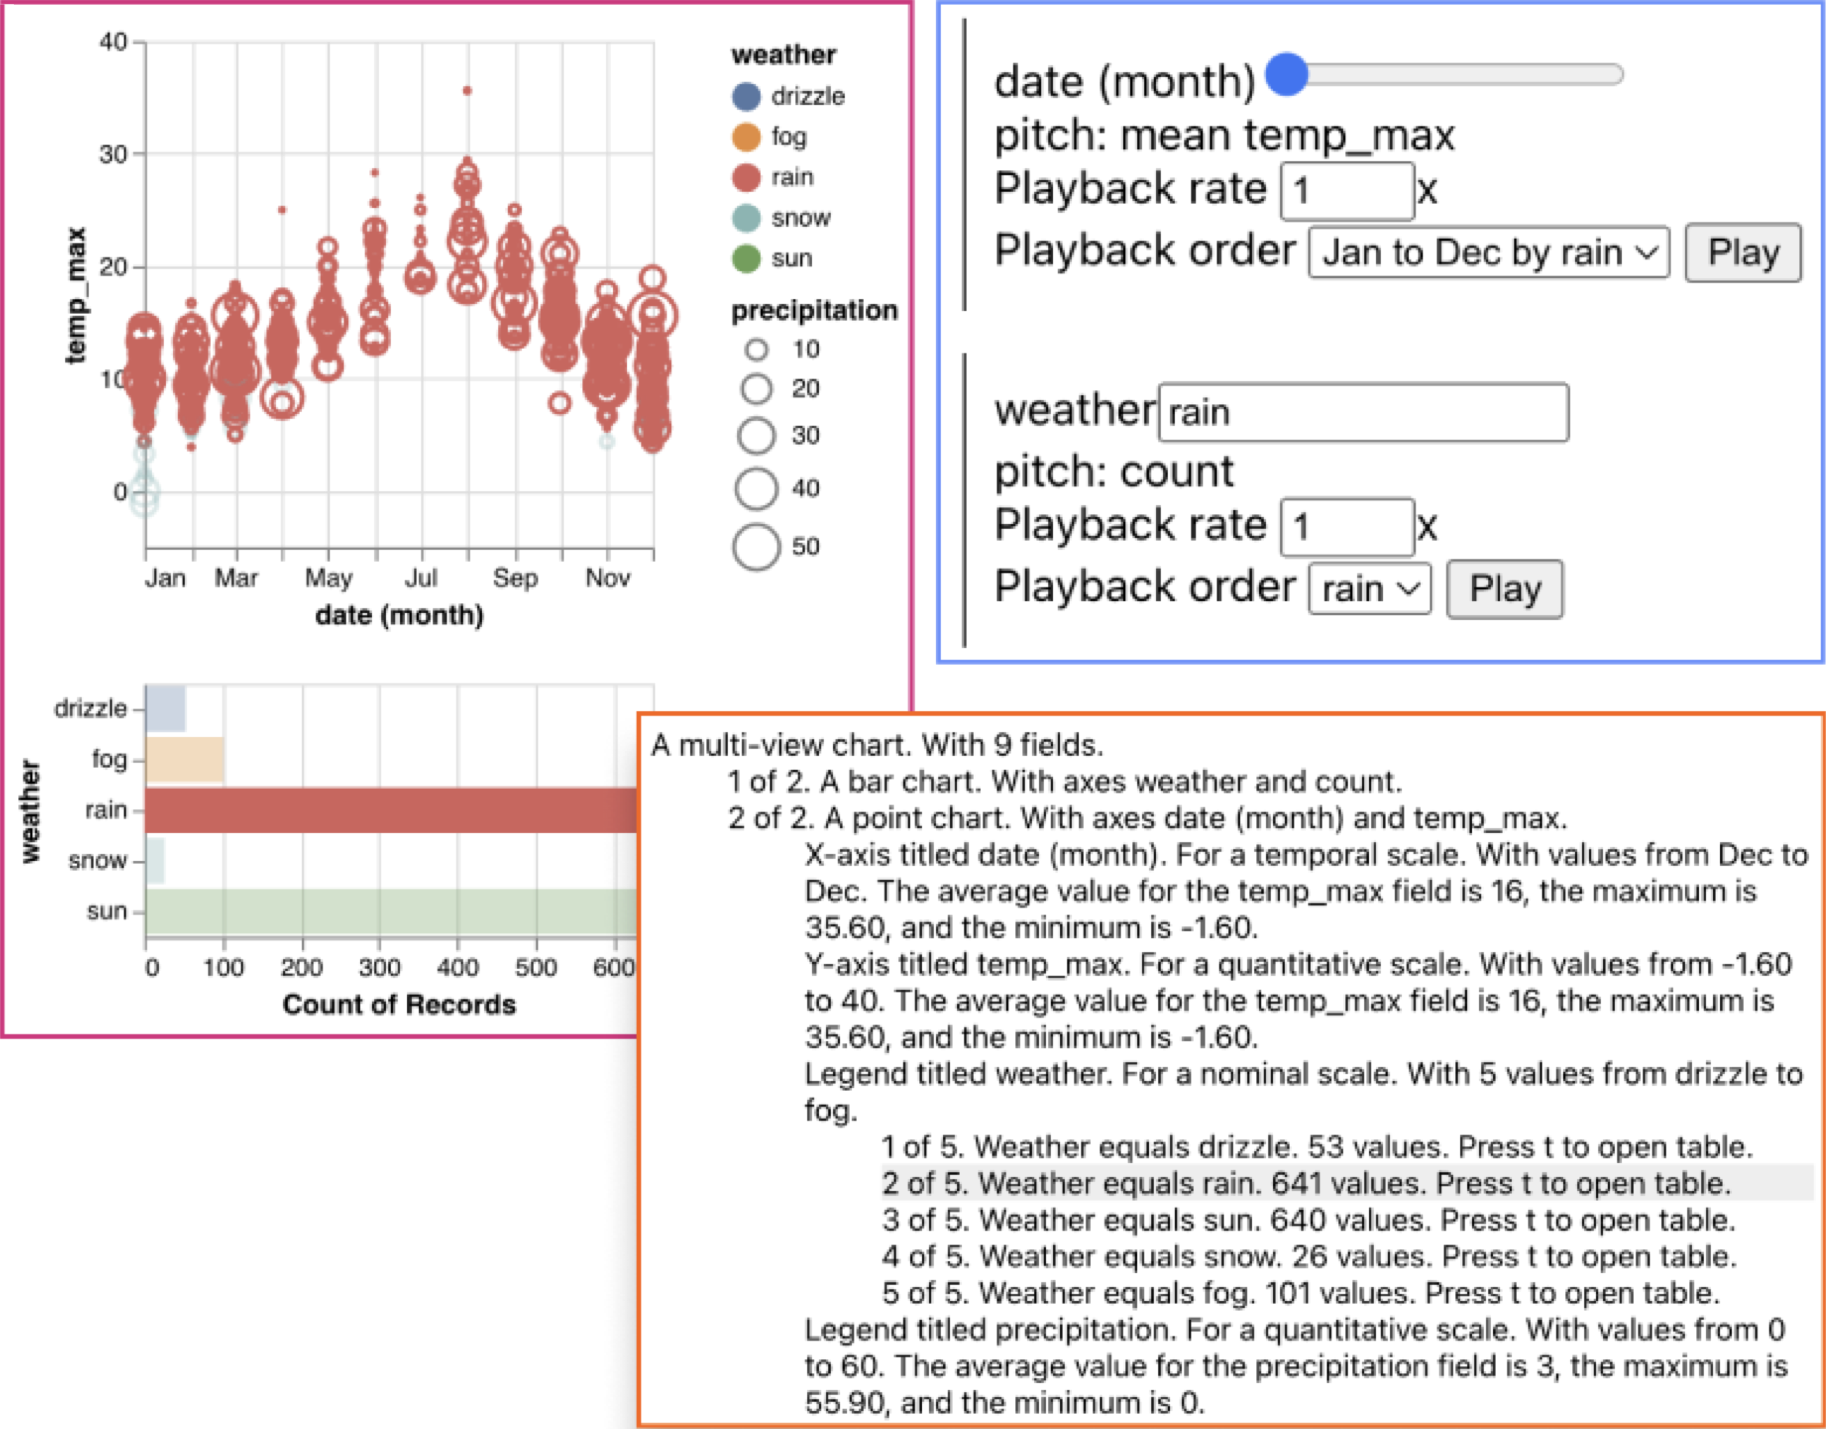 40
30
20
10
0
temp_max
Jan
Mar
May
Jul
Sep
Nov
date (month)
weather
drizzle
fog
rain
snow
sun
precipitation
10
20
30
40
50
weather
drizzle
fog
rain
snow
sun
0
100
200
300
400
500
600
Count of Records
date (month)
pitch: mean temp_max
Playback rate 1 x
Playback order Jan to Dec by rain Play
weather rain
pitch: count
Playback rate 1 x
Playback order rain Play
A multi-view chart. With 9 fields.
1 of 2. A bar chart. With axes weather and count.
2 of 2. A point chart. With axes date (month) and temp_max.
X-axis titled date (month). For a temporal scale. With values from Dec to
Dec. The average value for the temp_max field is 16, the maximum is
35.60, and the minimum is -1.60.
Y-axis titled temp_max. For a quantitative scale. With values from -1.60
to 40. The average value for the temp_max field is 16, the maximum is
35.60, and the minimum is -1.60.
Legend titled weather. For a nominal scale. With 5 values from drizzle to
fog.
1 of 5. Weather equals drizzle. 53 values. Press t to open table.
2 of 5. Weather equals rain. 641 values. Press t to open table.
3 of 5. Weather equals sun. 640 values. Press t to open table.
4 of 5. Weather equals snow. 26 values. Press t to open table.
5 of 5. Weather equals fog. 101 values. Press t to open table.
Legend titled precipitation. For a quantitative scale. With values from 0
to 60. The average value for the precipitation field is 3, the maximum is
55.90, and the minimum is 0.